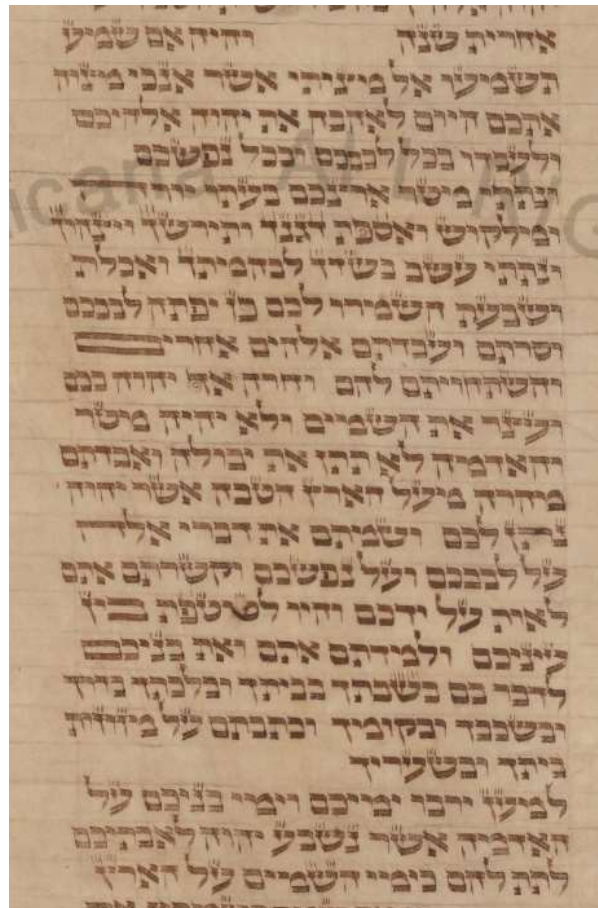 אחרית שנה והיה אם שמע
תשמעו אל מצותי אשר אנכי מצוה
אתכם היום לאהבה את יהוה אלהיכם
ולעבדו בכל לבבכם ובכל נפשכם
ונתתי מטר ארצכם בעתו יורה
ומלקוש ואספת דגנך ותירשך ויצהרך
ונתתי עשב בשדך לבהמתך ואכלת
ושבעת השמרו לכם פן יפתה לבבכם
וסרתם ועבדתם אלהים אחרים
והשתחויתם להם וחרה אף יהוה בכם
ועצר את השמים ולא יהיה מטר
והאדמה לא תתן את יבולה ואבדתם
מהרה מעל הארץ הטבה אשר יהוה
נתן לכם ושמתם את דברי אלה
על לבבכם ועל נפשכם וקשרתם אתם
לאות על ידכם והיו לטטפת בין
עיניכם ולמדתם אתם את בניכם
לדבר בם בשבתך בביתך ובלכתך בדרך
ובשכבך ובקומך וכתבתם על מזוזות
ביתך ובשעריך
למען ירבו ימיכם וימי בניכם על
האדמה אשר נשבע יהוה לאבתיכם
לתת להם כימי השמים על הארץ